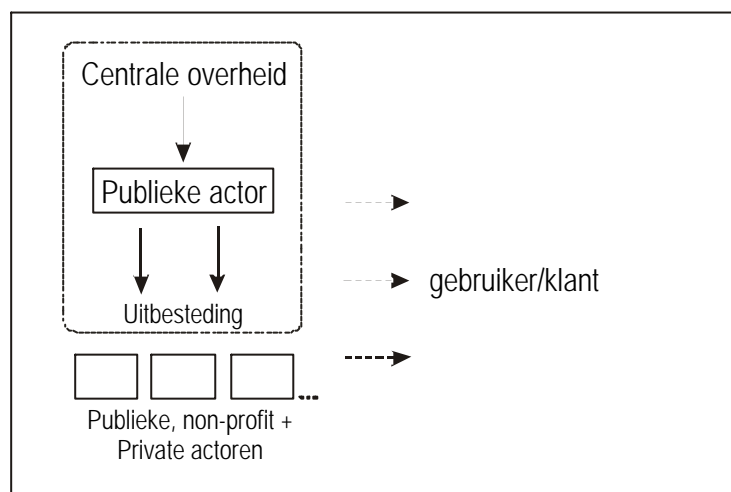 Centrale overheid
Publieke actor
gebruiker/klant
Uitbesteding
...
Publieke, non-profit +
Private actoren